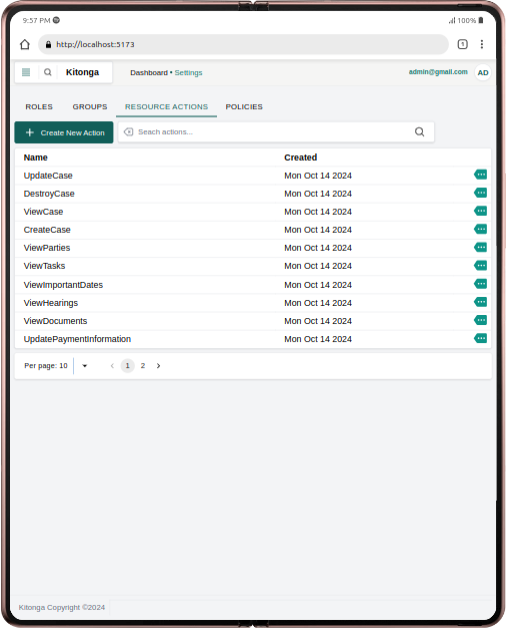 9:57 PM 100%
http://localhost:5173 1
Kitonga Dashboard • Settings admin@gmail.com AD
ROLES GROUPS RESOURCE ACTIONS POLICIES
+ Create New Action Seach actions...
Name Created
UpdateCase Mon Oct 14 2024
DestroyCase Mon Oct 14 2024
ViewCase Mon Oct 14 2024
CreateCase Mon Oct 14 2024
ViewParties Mon Oct 14 2024
ViewTasks Mon Oct 14 2024
ViewImportantDates Mon Oct 14 2024
ViewHearings Mon Oct 14 2024
ViewDocuments Mon Oct 14 2024
UpdatePaymentInformation Mon Oct 14 2024
Per page: 10 ‹ 1 2 ›
Kitonga Copyright ©2024